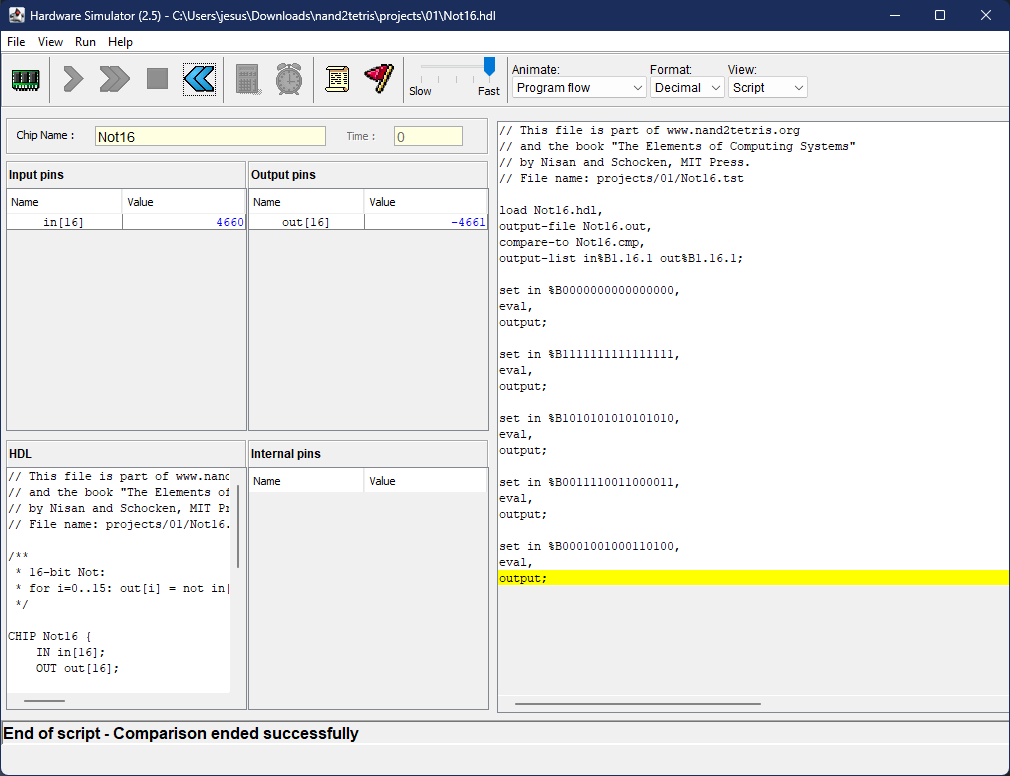 Hardware Simulator (2.5) - C:\Users\jesus\Downloads\nand2tetris\projects\01\Not16.hdl
File View Run Help
Slow Fast
Animate: Format: View:
Program flow Decimal Script
Chip Name : Not16 Time : 0
Input pins
Name Value
in[16] 4660
Output pins
Name Value
out[16] -4661
HDL
// This file is part of www.nand
// and the book "The Elements of
// by Nisan and Schocken, MIT Pr
// File name: projects/01/Not16.
/**
* 16-bit Not:
* for i=0..15: out[i] = not in[
*/
CHIP Not16 {
IN in[16];
OUT out[16];
Internal pins
Name Value
// This file is part of www.nand2tetris.org
// and the book "The Elements of Computing Systems"
// by Nisan and Schocken, MIT Press.
// File name: projects/01/Not16.tst
load Not16.hdl,
output-file Not16.out,
compare-to Not16.cmp,
output-list in%B1.16.1 out%B1.16.1;
set in %B0000000000000000,
eval,
output;
set in %B1111111111111111,
eval,
output;
set in %B1010101010101010,
eval,
output;
set in %B0011110011000011,
eval,
output;
set in %B0001001000110100,
eval,
output;
End of script - Comparison ended successfully